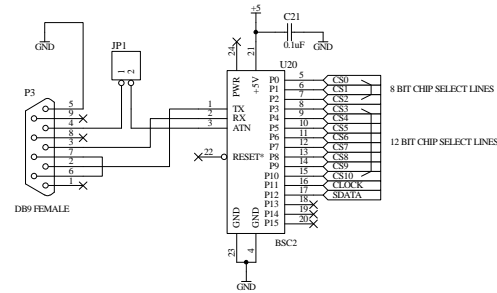 +5
C21
0.1uF
GND
GND
JP1
1 2
24
21
U20
P3
5
9
4
8
3
7
2
6
1
DB9 FEMALE
1 TX
2 RX
3 ATN
22 RESET*
PWR
+5V
P0 5 CS0
P1 6 CS1
P2 7 CS2
P3 8 CS3
P4 9 CS4
P5 10 CS5
P6 11 CS6
P7 12 CS7
P8 13 CS8
P9 14 CS9
P10 15 CS10
P11 16 CLOCK
P12 17 SDATA
P13 18
P14 19
P15 20
8 BIT CHIP SELECT LINES
12 BIT CHIP SELECT LINES
GND
GND
BSC2
23
4
GND